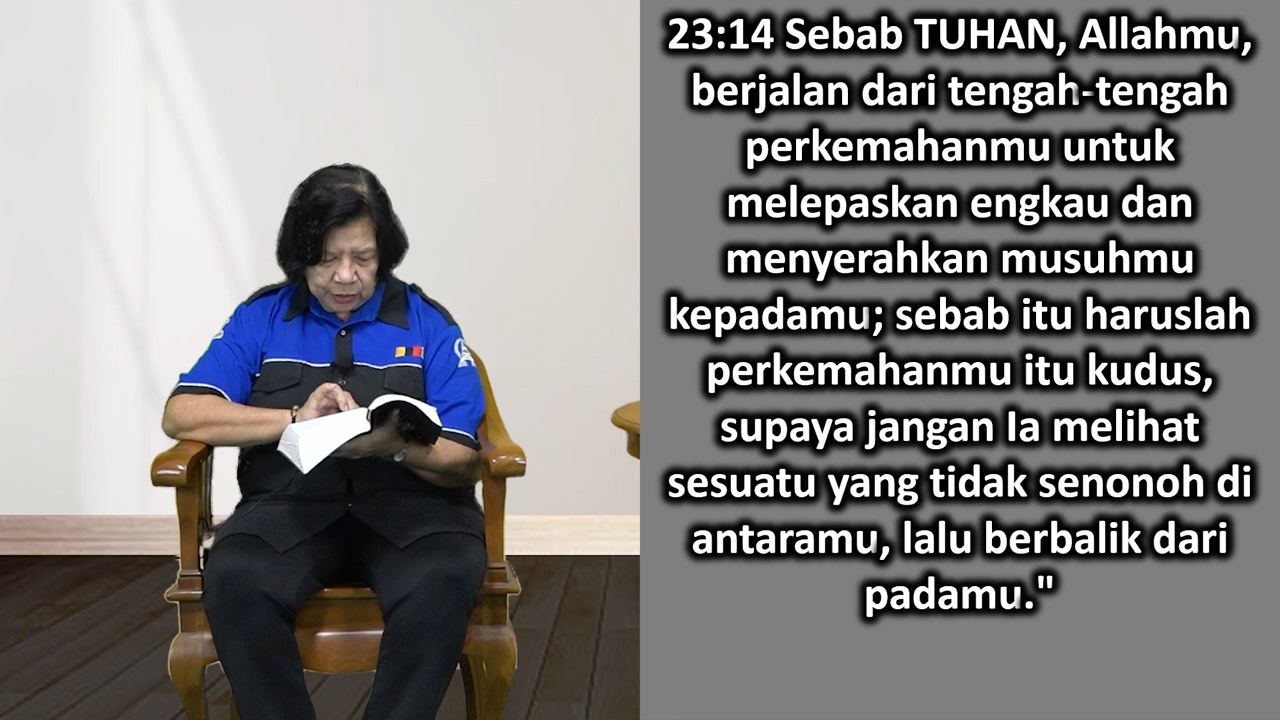 23:14 Sebab TUHAN, Allahmu,
berjalan dari tengah-tengah
perkemahanmu untuk
melepaskan engkau dan
menyerahkan musuhmu
kepadamu; sebab itu haruslah
perkemahanmu itu kudus,
supaya jangan Ia melihat
sesuatu yang tidak senonoh di
antaramu, lalu berbalik dari
padamu."